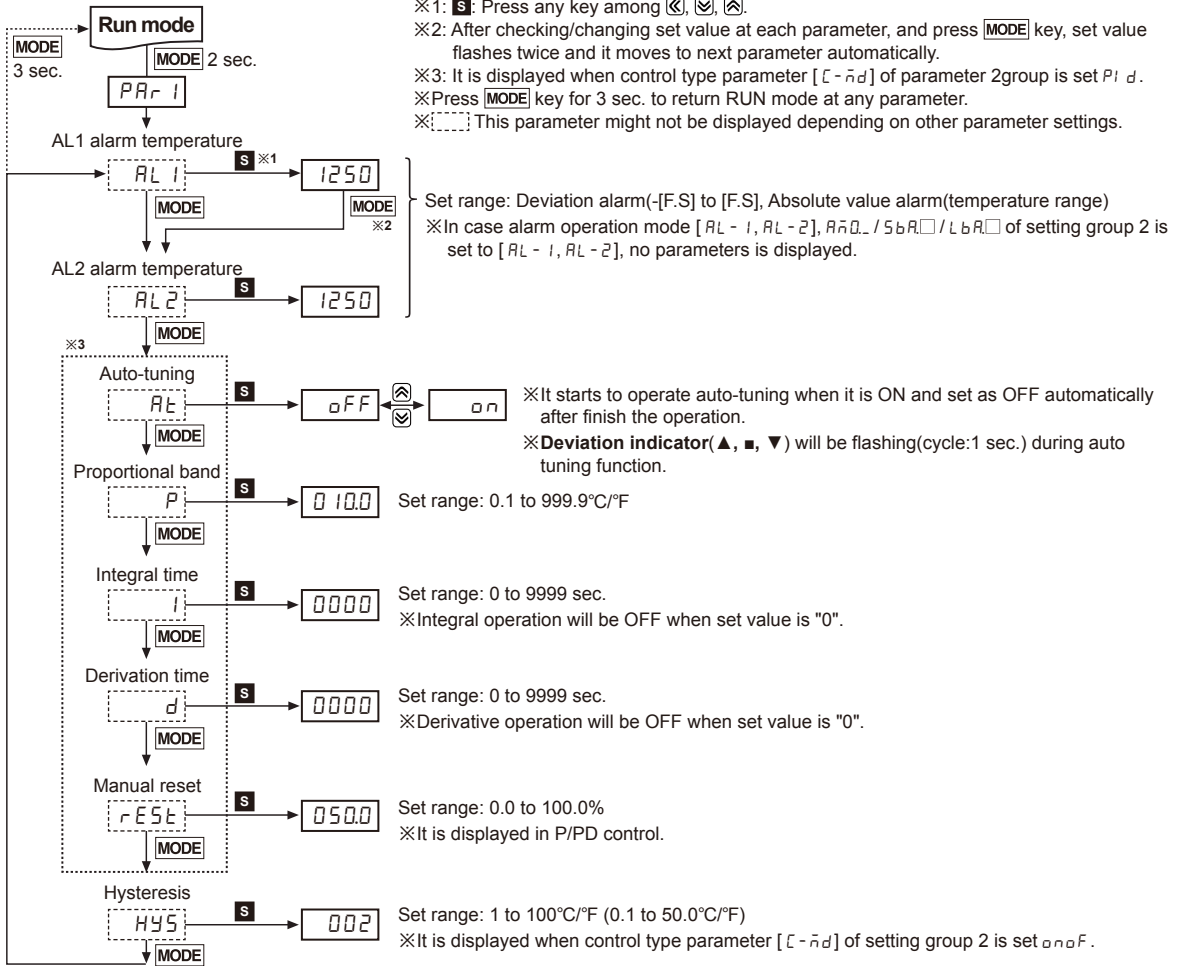 ※1: S: Press any key among «, ︾, ︽.
※2: After checking/changing set value at each parameter, and press MODE key, set value
flashes twice and it moves to next parameter automatically.
※3: It is displayed when control type parameter [C-md] of parameter 2group is set PId.
※Press MODE key for 3 sec. to return RUN mode at any parameter.
※ This parameter might not be displayed depending on other parameter settings.
Run mode
MODE
3 sec.
MODE 2 sec.
PAr1
AL1 alarm temperature
AL1
S ※1
1250
MODE
MODE
※2
Set range: Deviation alarm(-[F.S] to [F.S], Absolute value alarm(temperature range)
※In case alarm operation mode [AL-1, AL-2], Am0._ / SbA.□ / LbA.□ of setting group 2 is
set to [AL-1, AL-2], no parameters is displayed.
AL2 alarm temperature
AL2
S
1250
MODE
※3
Auto-tuning
At
S
oFF
on
MODE
※It starts to operate auto-tuning when it is ON and set as OFF automatically
after finish the operation.
※Deviation indicator(▲, ■, ▼) will be flashing(cycle:1 sec.) during auto
tuning function.
Proportional band
P
S
010.0
Set range: 0.1 to 999.9°C/°F
MODE
Integral time
I
S
0000
Set range: 0 to 9999 sec.
※Integral operation will be OFF when set value is "0".
MODE
Derivation time
d
S
0000
Set range: 0 to 9999 sec.
※Derivative operation will be OFF when set value is "0".
MODE
Manual reset
rESt
S
050.0
Set range: 0.0 to 100.0%
※It is displayed in P/PD control.
MODE
Hysteresis
HYS
S
002
Set range: 1 to 100°C/°F (0.1 to 50.0°C/°F)
※It is displayed when control type parameter [C-md] of setting group 2 is set onoF.
MODE